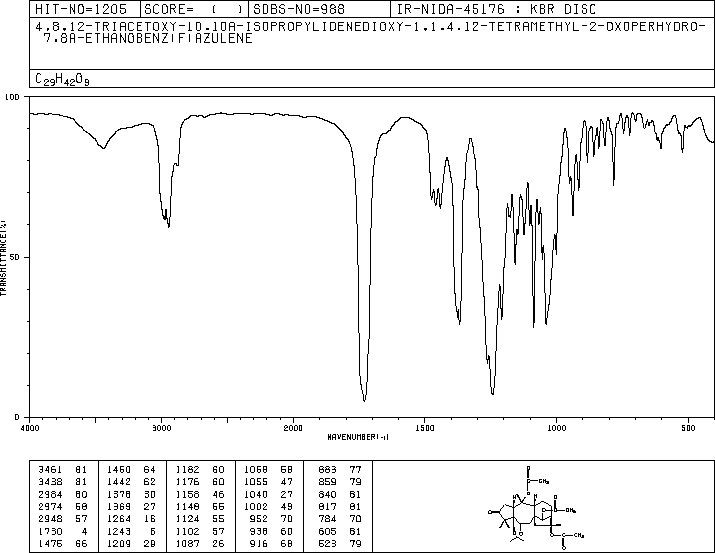 HIT-NO=1205 SCORE= ( ) SDBS-NO=988 IR-NIDA-45176 : KBR DISC
4,8,12-TRIACETOXY-10,10A-ISOPROPYLIDENEDIOXY-1,1,4,12-TETRAMETHYL-2-OXOPERHYDRO-
7,8A-ETHANOBENZ(F)AZULENE
C29H42O9
100
50
0
TRANSMITTANCE(%)
4000 3000 2000 1500 1000 500
WAVENUMBER(-1)
3461 81 1460 64 1182 60 1068 58 883 77
3438 81 1442 62 1176 60 1055 47 859 79
2984 60 1378 30 1158 46 1040 27 840 81
2974 58 1369 27 1148 55 1002 49 817 81
2948 57 1264 16 1124 55 952 70 784 70
1730 4 1243 6 1102 57 938 60 605 81
1475 66 1209 29 1087 26 916 68 523 79